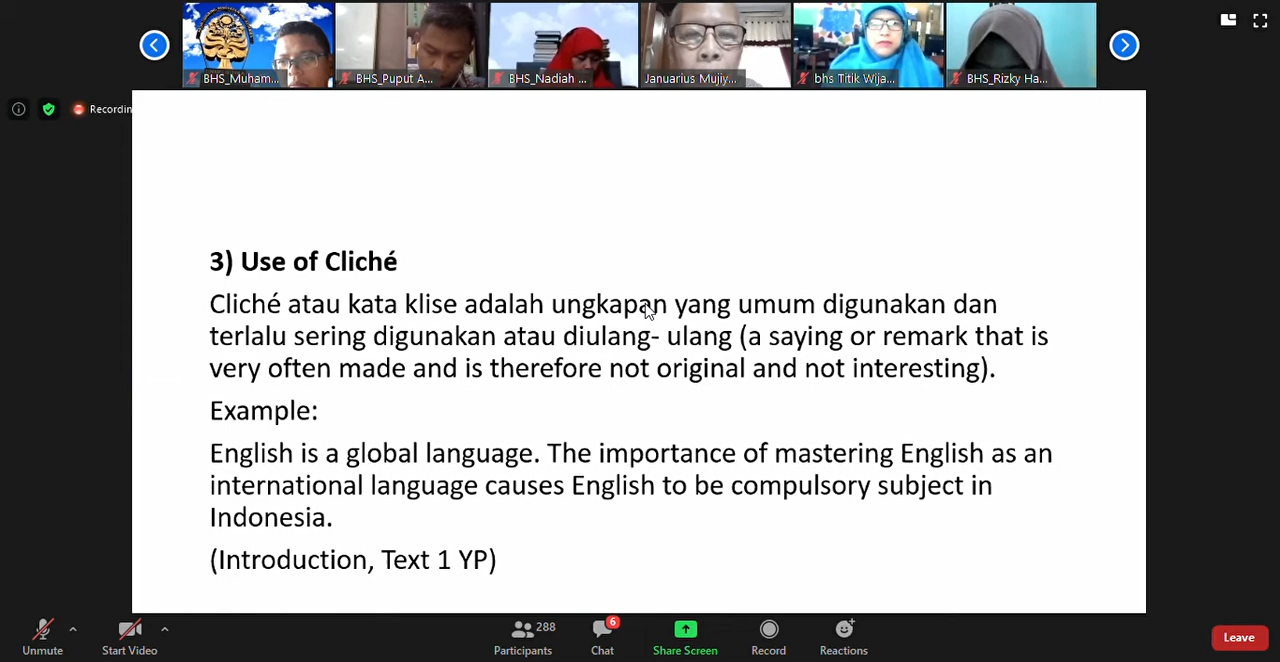 BHS_Muham...
BHS_Puput A...
BHS_Nadiah ...
Januarius Mujiy...
bhs Titik Wija...
BHS_Rizky Ha...
Recordin
3) Use of Cliché
Cliché atau kata klise adalah ungkapan yang umum digunakan dan
terlalu sering digunakan atau diulang- ulang (a saying or remark that is
very often made and is therefore not original and not interesting).
Example:
English is a global language. The importance of mastering English as an
international language causes English to be compulsory subject in
Indonesia.
(Introduction, Text 1 YP)
Unmute
Start Video
288
Participants
6
Chat
Share Screen
Record
Reactions
Leave